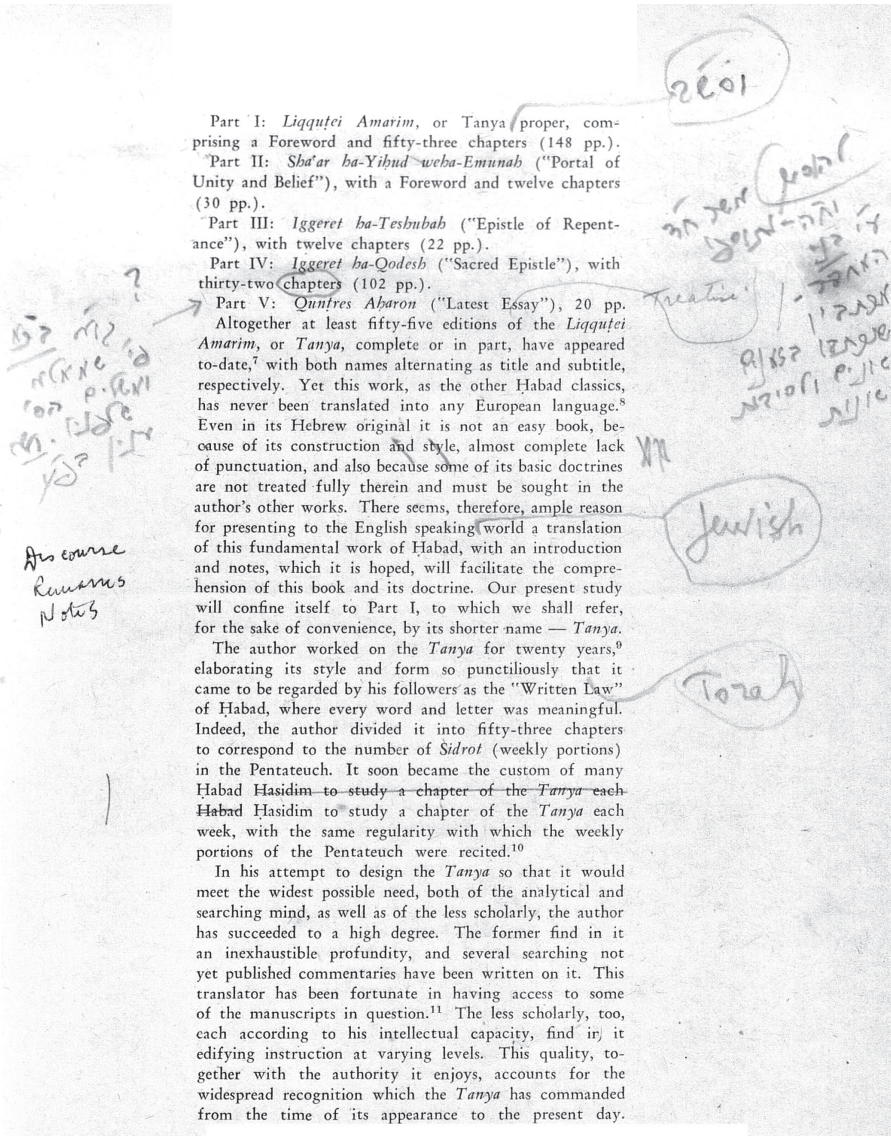 Part I: Liqquṭei Amarim, or Tanya proper, com-
prising a Foreword and fifty-three chapters (148 pp.).
Part II: Sha'ar ha-Yiḥud weha-Emunah ("Portal of
Unity and Belief"), with a Foreword and twelve chapters
(30 pp.).
Part III: Iggeret ha-Teshubah ("Epistle of Repent-
ance"), with twelve chapters (22 pp.).
Part IV: Iggeret ha-Qodesh ("Sacred Epistle"), with
thirty-two chapters (102 pp.).
Part V: Qunṭres Aḥaron ("Latest Essay"), 20 pp.
Altogether at least fifty-five editions of the Liqquṭei
Amarim, or Tanya, complete or in part, have appeared
to-date,⁷ with both names alternating as title and subtitle,
respectively. Yet this work, as the other Ḥabad classics,
has never been translated into any European language.⁸
Even in its Hebrew original it is not an easy book, be-
cause of its construction and style, almost complete lack
of punctuation, and also because some of its basic doctrines
are not treated fully therein and must be sought in the
author's other works. There seems, therefore, ample reason
for presenting to the English speaking world a translation
of this fundamental work of Ḥabad, with an introduction
and notes, which it is hoped, will facilitate the compre-
hension of this book and its doctrine. Our present study
will confine itself to Part I, to which we shall refer,
for the sake of convenience, by its shorter name — Tanya.
The author worked on the Tanya for twenty years,⁹
elaborating its style and form so punctiliously that it
came to be regarded by his followers as the "Written Law"
of Ḥabad, where every word and letter was meaningful.
Indeed, the author divided it into fifty-three chapters
to correspond to the number of Sidrot (weekly portions)
in the Pentateuch. It soon became the custom of many
Ḥabad Hasidim to study a chapter of the Tanya each
Habad Hasidim to study a chapter of the Tanya each
week, with the same regularity with which the weekly
portions of the Pentateuch were recited.¹⁰
In his attempt to design the Tanya so that it would
meet the widest possible need, both of the analytical and
searching mind, as well as of the less scholarly, the author
has succeeded to a high degree. The former find in it
an inexhaustible profundity, and several searching not
yet published commentaries have been written on it. This
translator has been fortunate in having access to some
of the manuscripts in question.¹¹ The less scholarly, too,
each according to his intellectual capacity, find in it
edifying instruction at varying levels. This quality, to-
gether with the authority it enjoys, accounts for the
widespread recognition which the Tanya has commanded
from the time of its appearance to the present day.
Treatise
Jewish
Torah
?
Discourse
Remarks
Notes